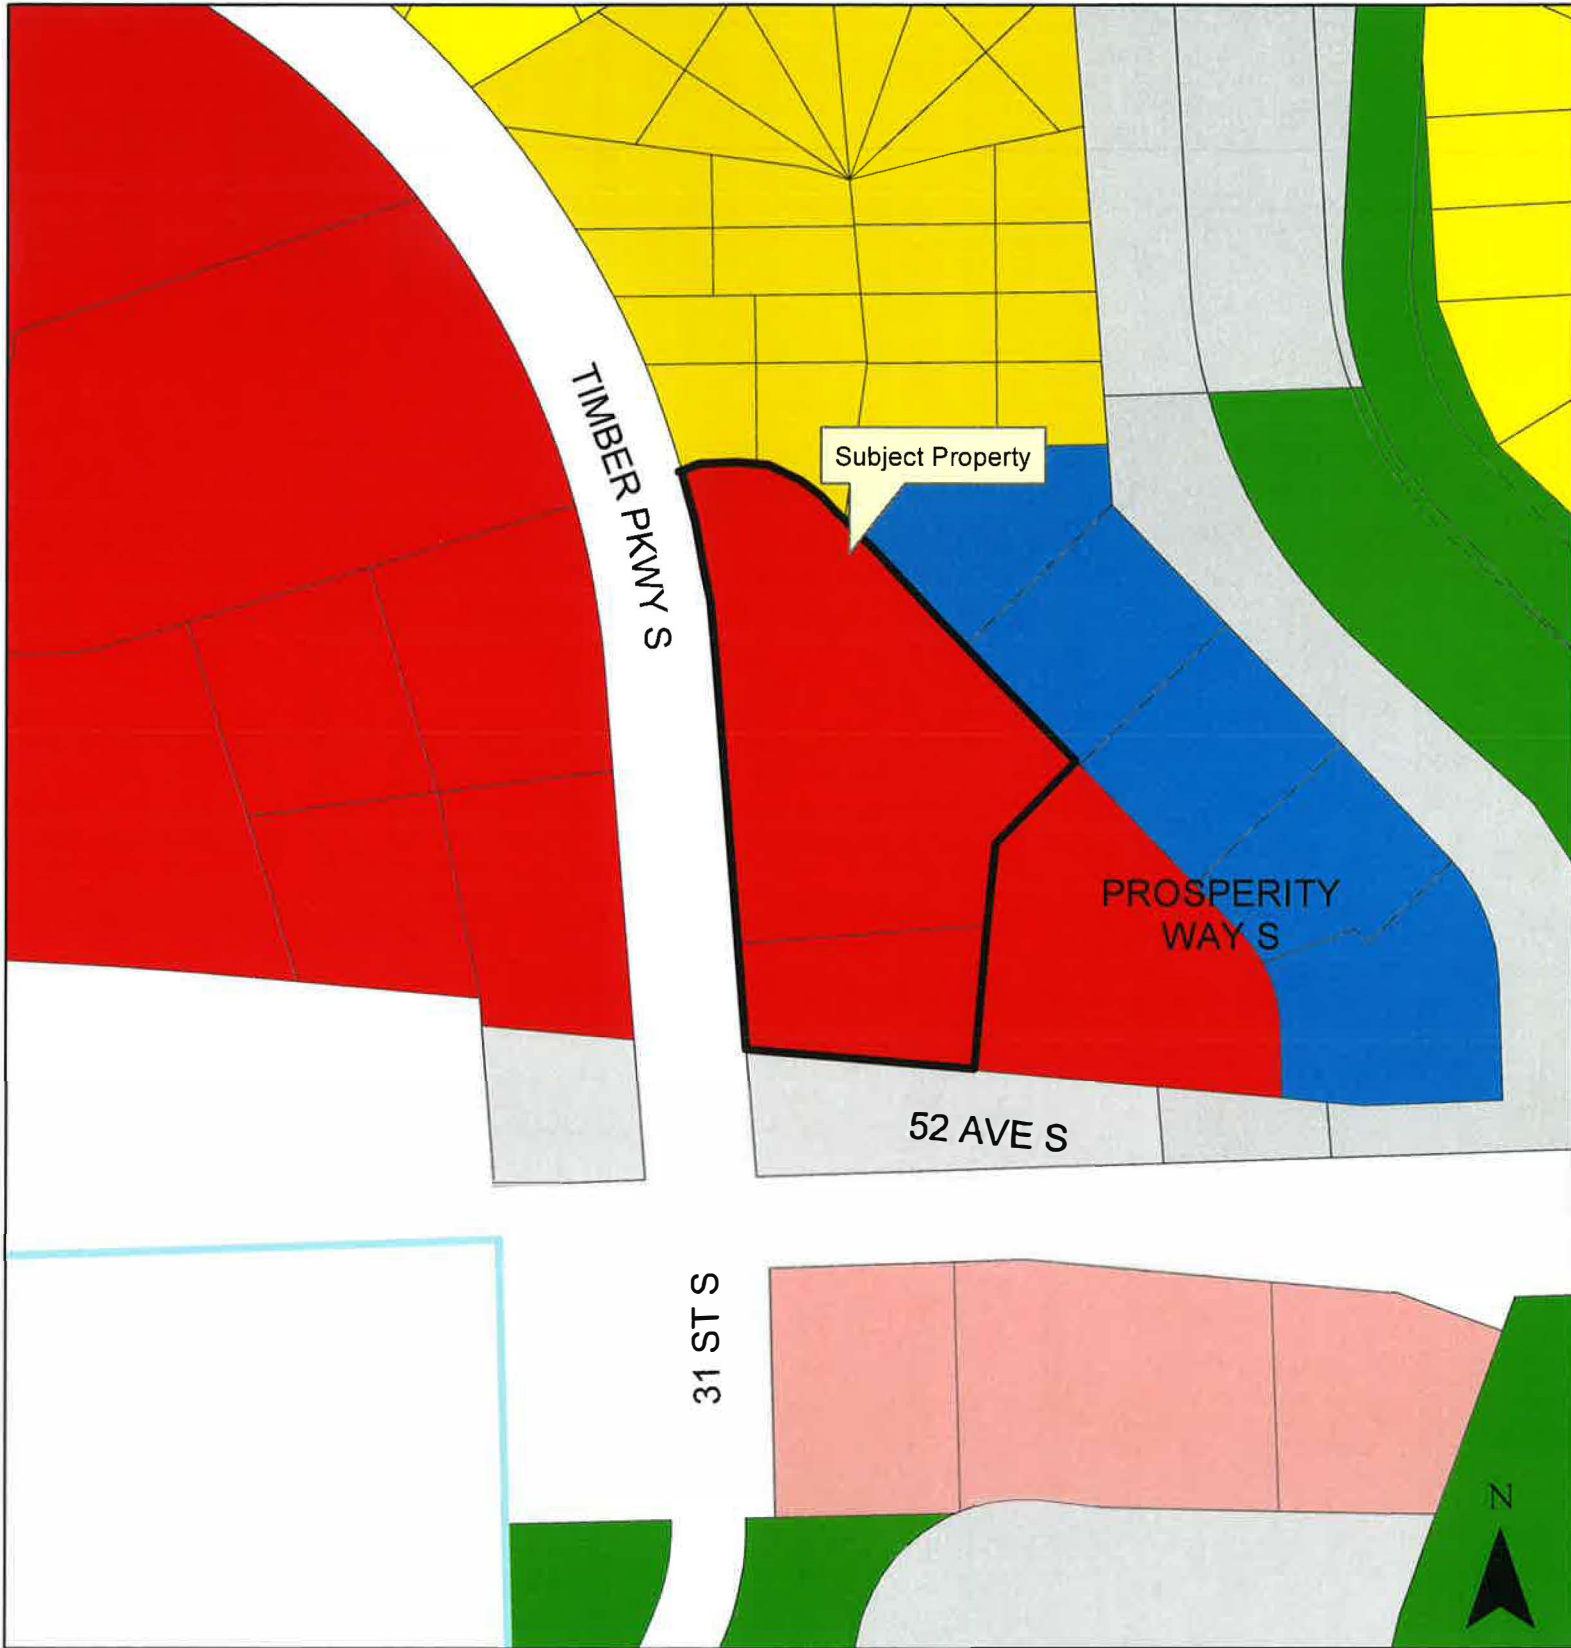 TIMBER PKWY S
Subject Property
PROSPERITY
WAY S
52 AVE S
31 ST S
N